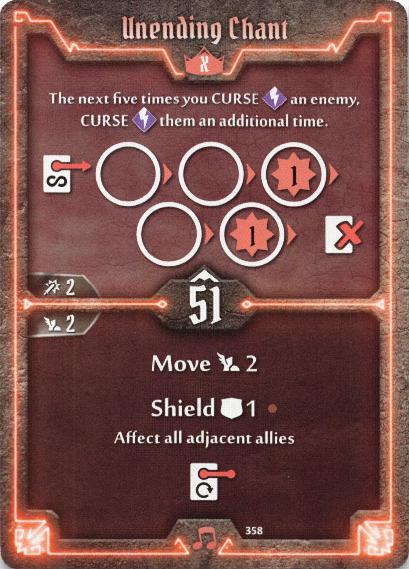 Unending Chant
X
The next five times you CURSE an enemy,
CURSE them an additional time.
S
1
1
2
51
2
Move 2
Shield 1
Affect all adjacent allies
358